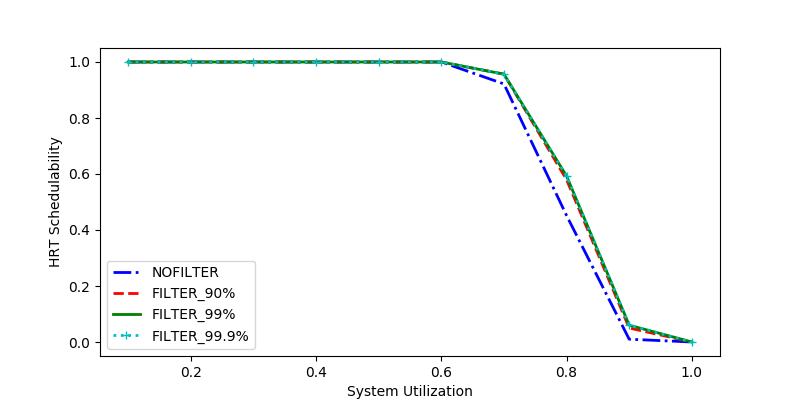 1.0
0.8
0.6
0.4
0.2
0.0
HRT Schedulability
NOFILTER
FILTER_90%
FILTER_99%
FILTER_99.9%
0.2 0.4 0.6 0.8 1.0
System Utilization